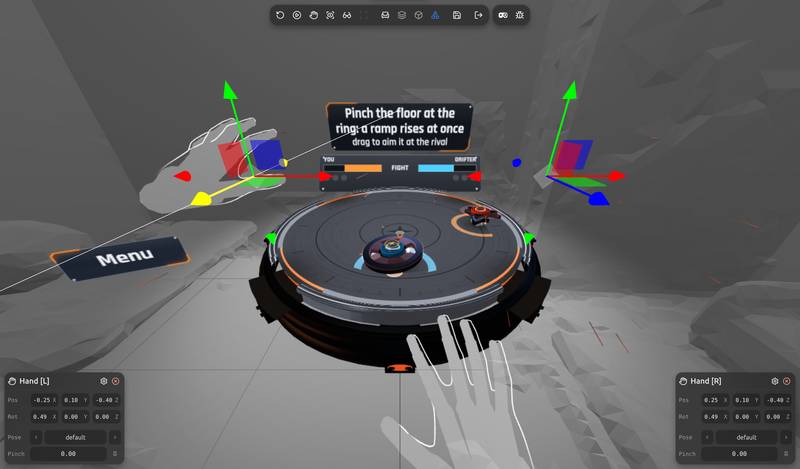 Pinch the floor at the
ring: a ramp rises at once
drag to aim it at the rival
YOU
FIGHT
DRIFTER
Menu
Hand [L]
Pos -0.25 X 0.10 Y -0.40 Z
Rot 0.49 X 0.00 Y 0.00 Z
Pose ‹ default ›
Pinch 0.00
Hand [R]
Pos 0.25 X 0.10 Y -0.40 Z
Rot 0.49 X 0.00 Y 0.00 Z
Pose ‹ default ›
Pinch 0.00